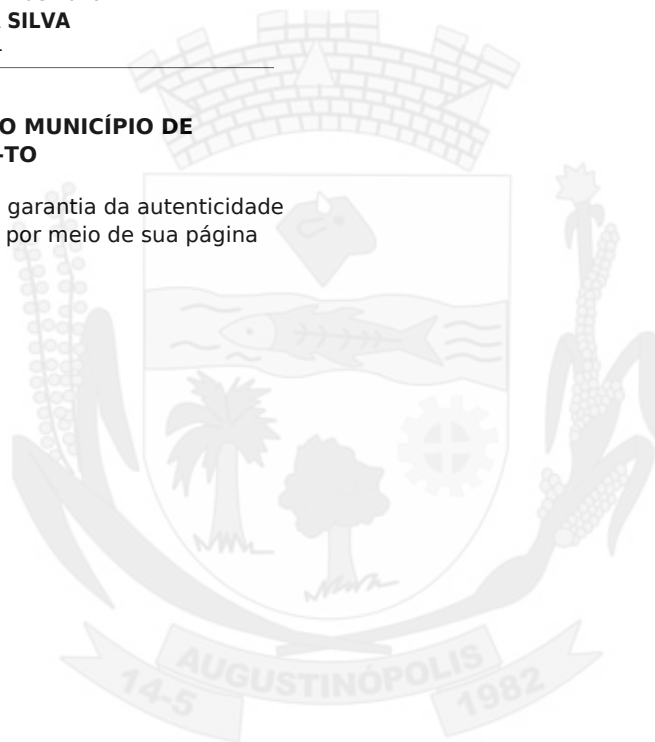 SILVA
O MUNICÍPIO DE
-TO
garantia da autenticidade
por meio de sua página
AUGUSTINÓPOLIS
14-5
1982